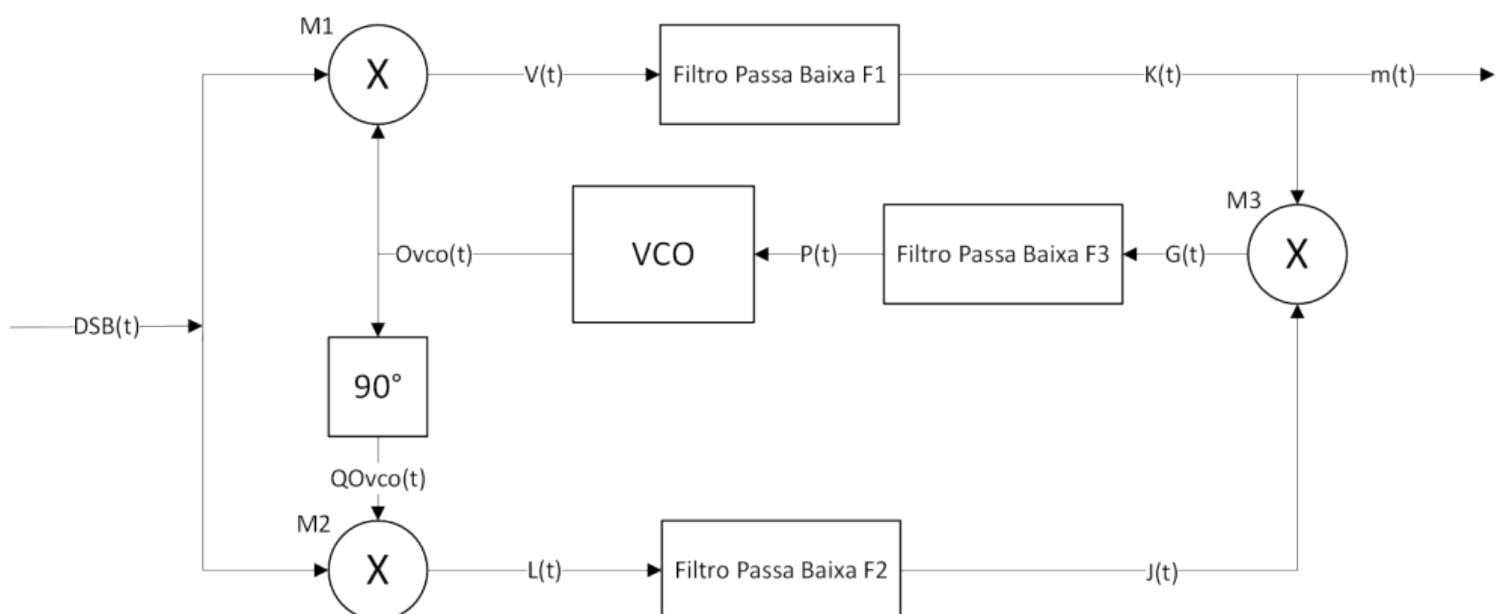 M1
X
V(t)
Filtro Passa Baixa F1
K(t)
m(t)
M3
Ovco(t)
VCO
P(t)
Filtro Passa Baixa F3
G(t)
X
DSB(t)
90°
QOvco(t)
M2
X
L(t)
Filtro Passa Baixa F2
J(t)